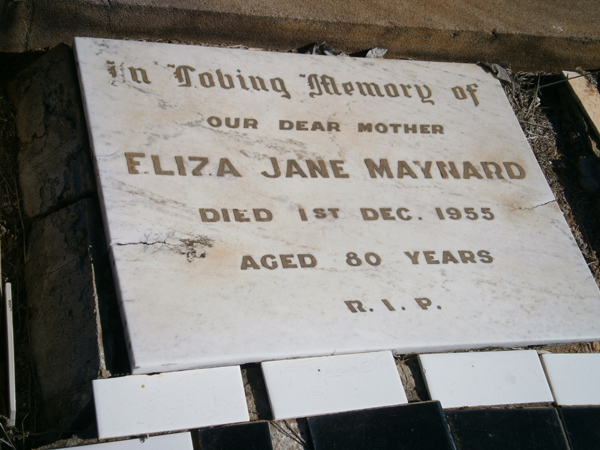 In Loving Memory of
OUR DEAR MOTHER
ELIZA JANE MAYNARD
DIED 1ST DEC. 1955
AGED 80 YEARS
R.I.P.